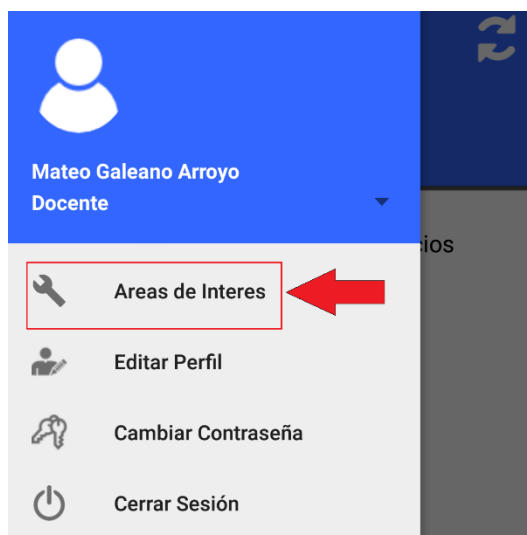 Mateo Galeano Arroyo
Docente
Areas de Interes
Editar Perfil
Cambiar Contraseña
Cerrar Sesión